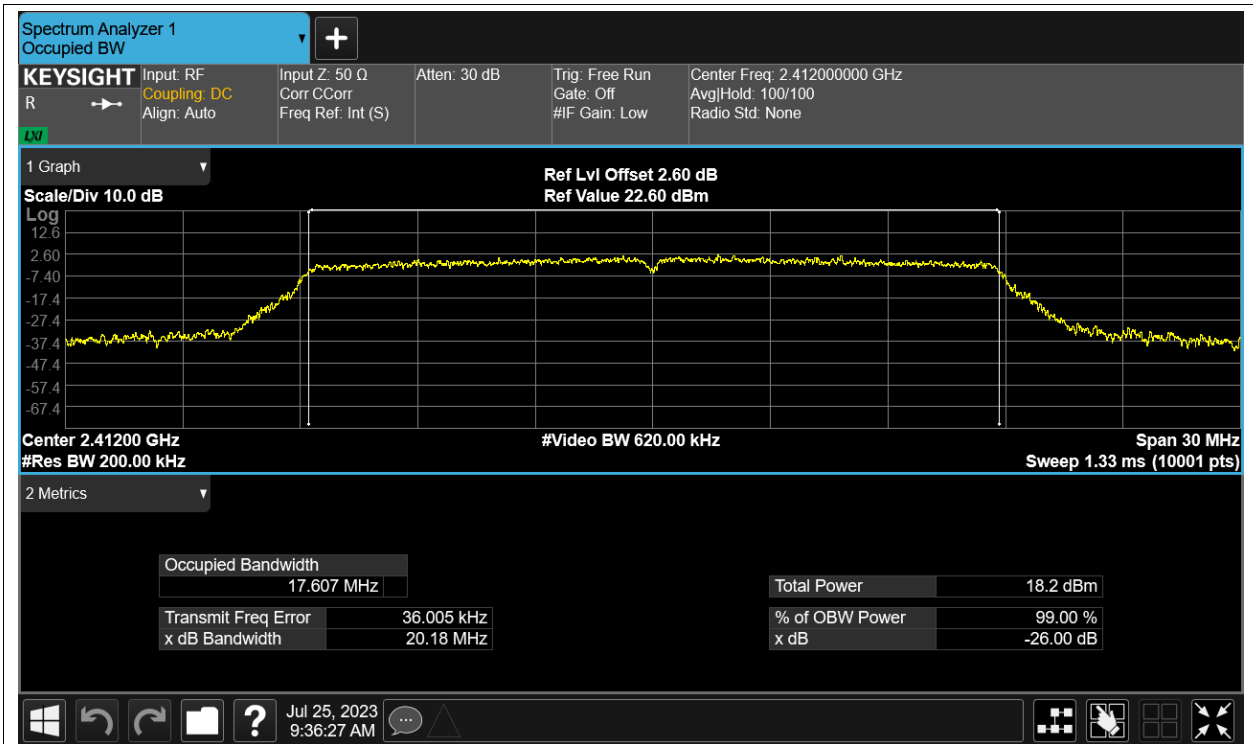 Spectrum Analyzer 1
Occupied BW
KEYSIGHT
R
LXI
Input: RF
Coupling: DC
Align: Auto
Input Z: 50 Ω
Corr CCorr
Freq Ref: Int (S)
Atten: 30 dB
Trig: Free Run
Gate: Off
#IF Gain: Low
Center Freq: 2.412000000 GHz
Avg|Hold: 100/100
Radio Std: None
1 Graph
Ref Lvl Offset 2.60 dB
Scale/Div 10.0 dB
Ref Value 22.60 dBm
Log
12.6
2.60
-7.40
-17.4
-27.4
-37.4
-47.4
-57.4
-67.4
Center 2.41200 GHz
#Video BW 620.00 kHz
Span 30 MHz
#Res BW 200.00 kHz
Sweep 1.33 ms (10001 pts)
2 Metrics
Occupied Bandwidth
17.607 MHz
Total Power 18.2 dBm
Transmit Freq Error 36.005 kHz
% of OBW Power 99.00 %
x dB Bandwidth 20.18 MHz
x dB -26.00 dB
?
Jul 25, 2023
9:36:27 AM